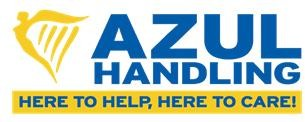 AZUL
HANDLING
HERE TO HELP, HERE TO CARE!